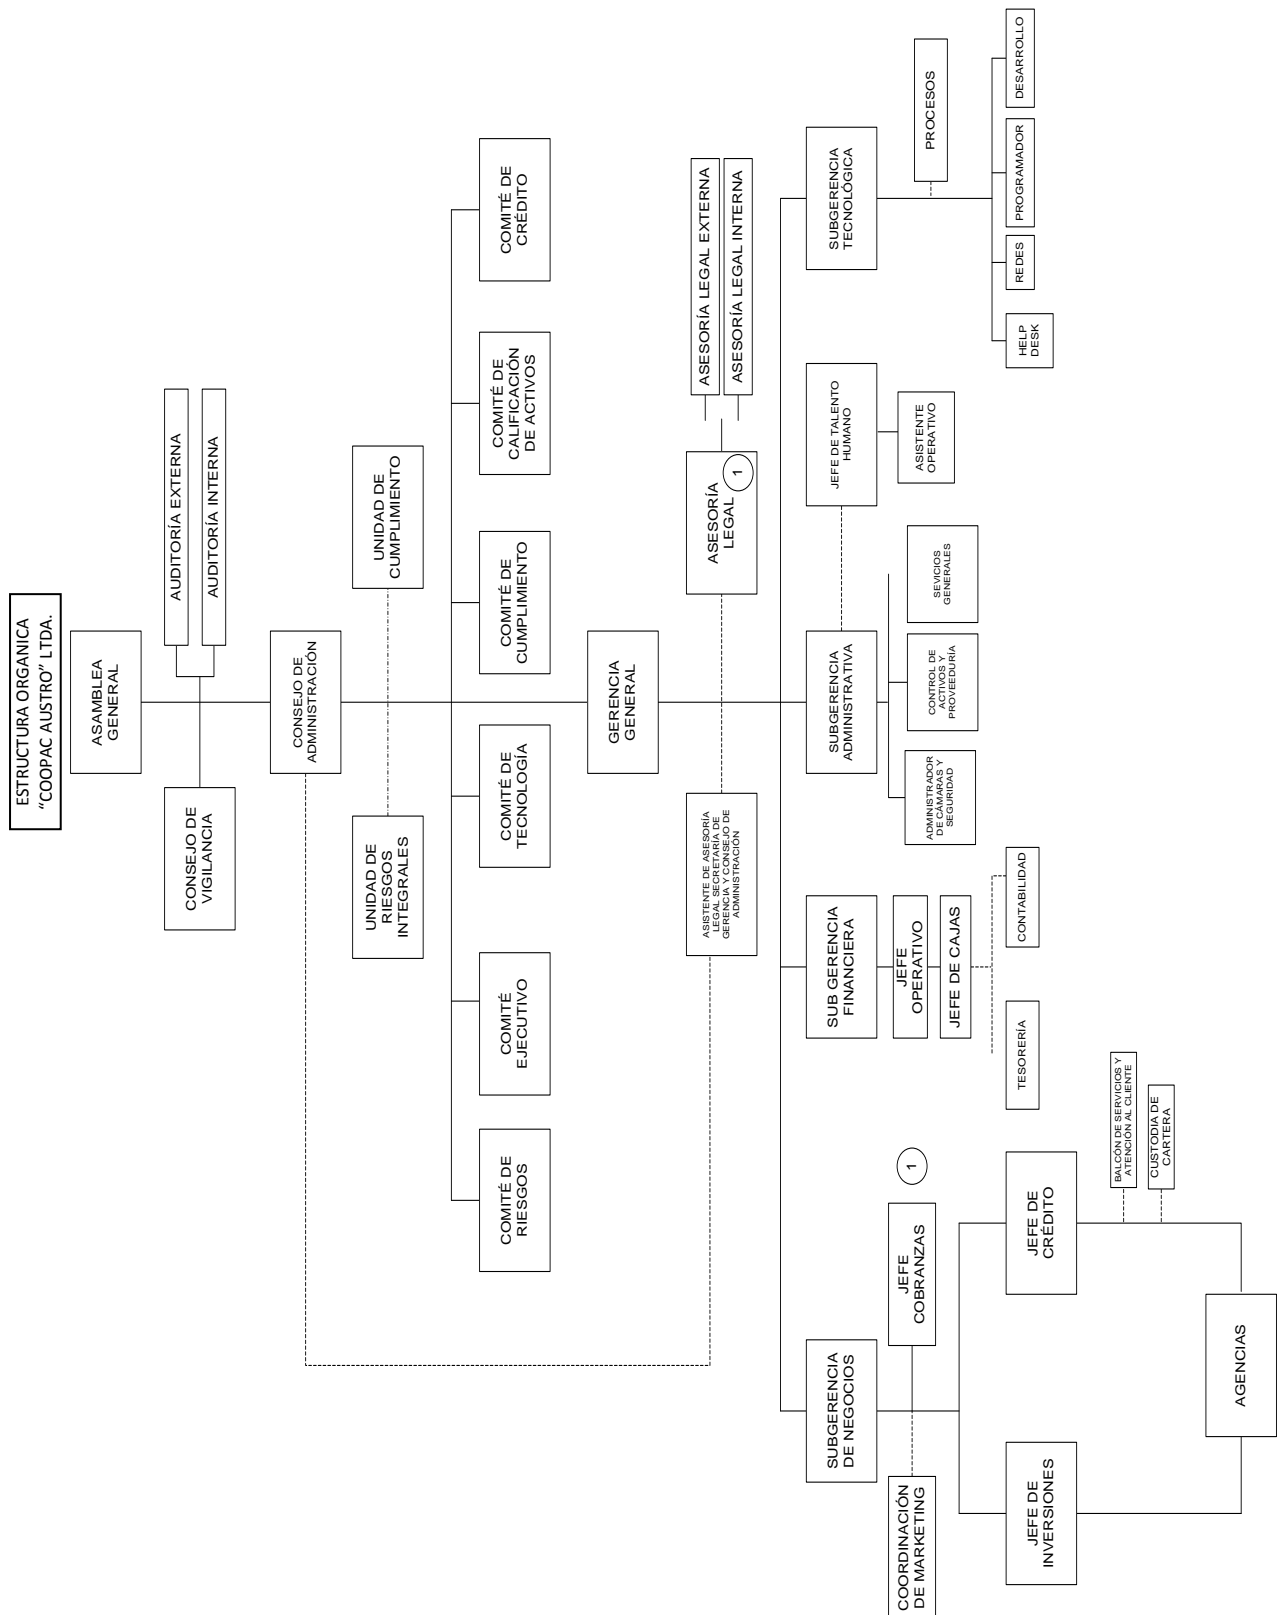 ESTRUCTURA ORGANICA
“COOPAC AUSTRO” LTDA.
ASAMBLEA
GENERAL
CONSEJO DE
VIGILANCIA
AUDITORÍA EXTERNA
AUDITORÍA INTERNA
CONSEJO DE
ADMINISTRACIÓN
UNIDAD DE
RIESGOS
INTEGRALES
UNIDAD DE
CUMPLIMIENTO
COMITÉ DE
RIESGOS
COMITÉ
EJECUTIVO
COMITÉ DE
TECNOLOGÍA
COMITÉ DE
CUMPLIMIENTO
COMITÉ DE
CALIFICACIÓN
DE ACTIVOS
COMITÉ DE
CRÉDITO
GERENCIA
GENERAL
ASISTENTE DE ASESORÍA
LEGAL SECRETARÍA DE
GERENCIA Y CONSEJO DE
ADMINISTRACIÓN
ASESORÍA
LEGAL
1
ASESORÍA LEGAL EXTERNA
ASESORÍA LEGAL INTERNA
SUBGERENCIA
DE NEGOCIOS
SUB GERENCIA
FINANCIERA
SUBGERENCIA
ADMINISTRATIVA
JEFE DE TALENTO
HUMANO
SUBGERENCIA
TECNOLÓGICA
COORDINACIÓN
DE MARKETING
JEFE
COBRANZAS
1
JEFE
OPERATIVO
JEFE DE CAJAS
ADMINISTRADOR
DE CÁMARAS Y
SEGURIDAD
CONTROL DE
ACTIVOS Y
PROVEEDURÍA
SEVICIOS
GENERALES
ASISTENTE
OPERATIVO
PROCESOS
JEFE DE
INVERSIONES
JEFE DE
CRÉDITO
TESORERÍA
CONTABILIDAD
HELP
DESK
REDES
PROGRAMADOR
DESARROLLO
BALCÓN DE SERVICIOS Y
ATENCIÓN AL CLIENTE
CUSTODIA DE
CARTERA
AGENCIAS